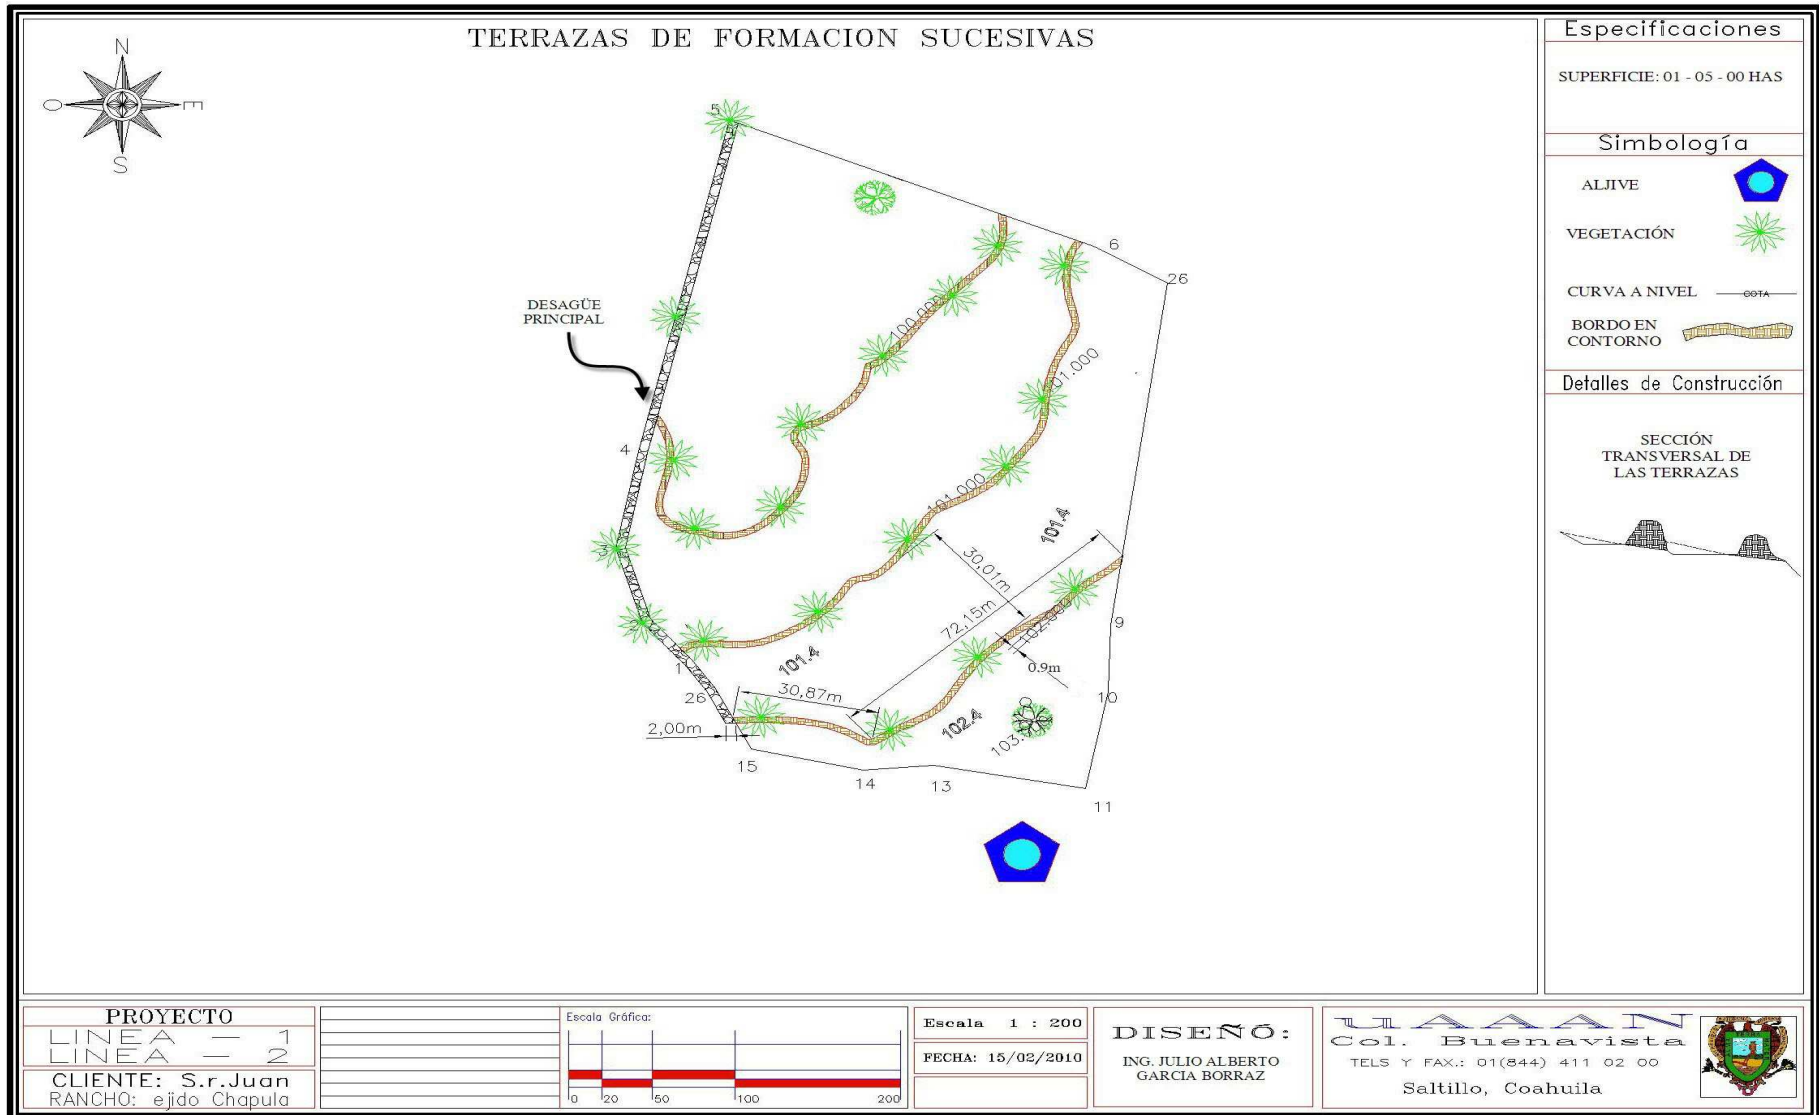 TERRAZAS DE FORMACION SUCESIVAS
N
O
E
S
5
6
26
DESAGÜE
PRINCIPAL
100.000
101.000
4
101.000
101.4
3
30,01m
72,15m
2
9
1
101.4
0.9m
26
30,87m
10
2,00m
102.4
15
14
13
11
Especificaciones
SUPERFICIE: 01 - 05 - 00 HAS
Simbología
ALJIVE
VEGETACIÓN
CURVA A NIVEL
COTA
BORDO EN
CONTORNO
Detalles de Construcción
SECCIÓN
TRANSVERSAL DE
LAS TERRAZAS
PROYECTO
LINEA - 1
LINEA - 2
CLIENTE: S.r.Juan
RANCHO: ejido Chapula
Escala Gráfica:
0 20 50 100 200
Escala 1 : 200
FECHA: 15/02/2010
DISEÑÓ:
ING. JULIO ALBERTO
GARCIA BORRAZ
UAAAN
Col. Buenavista
TELS Y FAX.: 01(844) 411 02 00
Saltillo, Coahuila